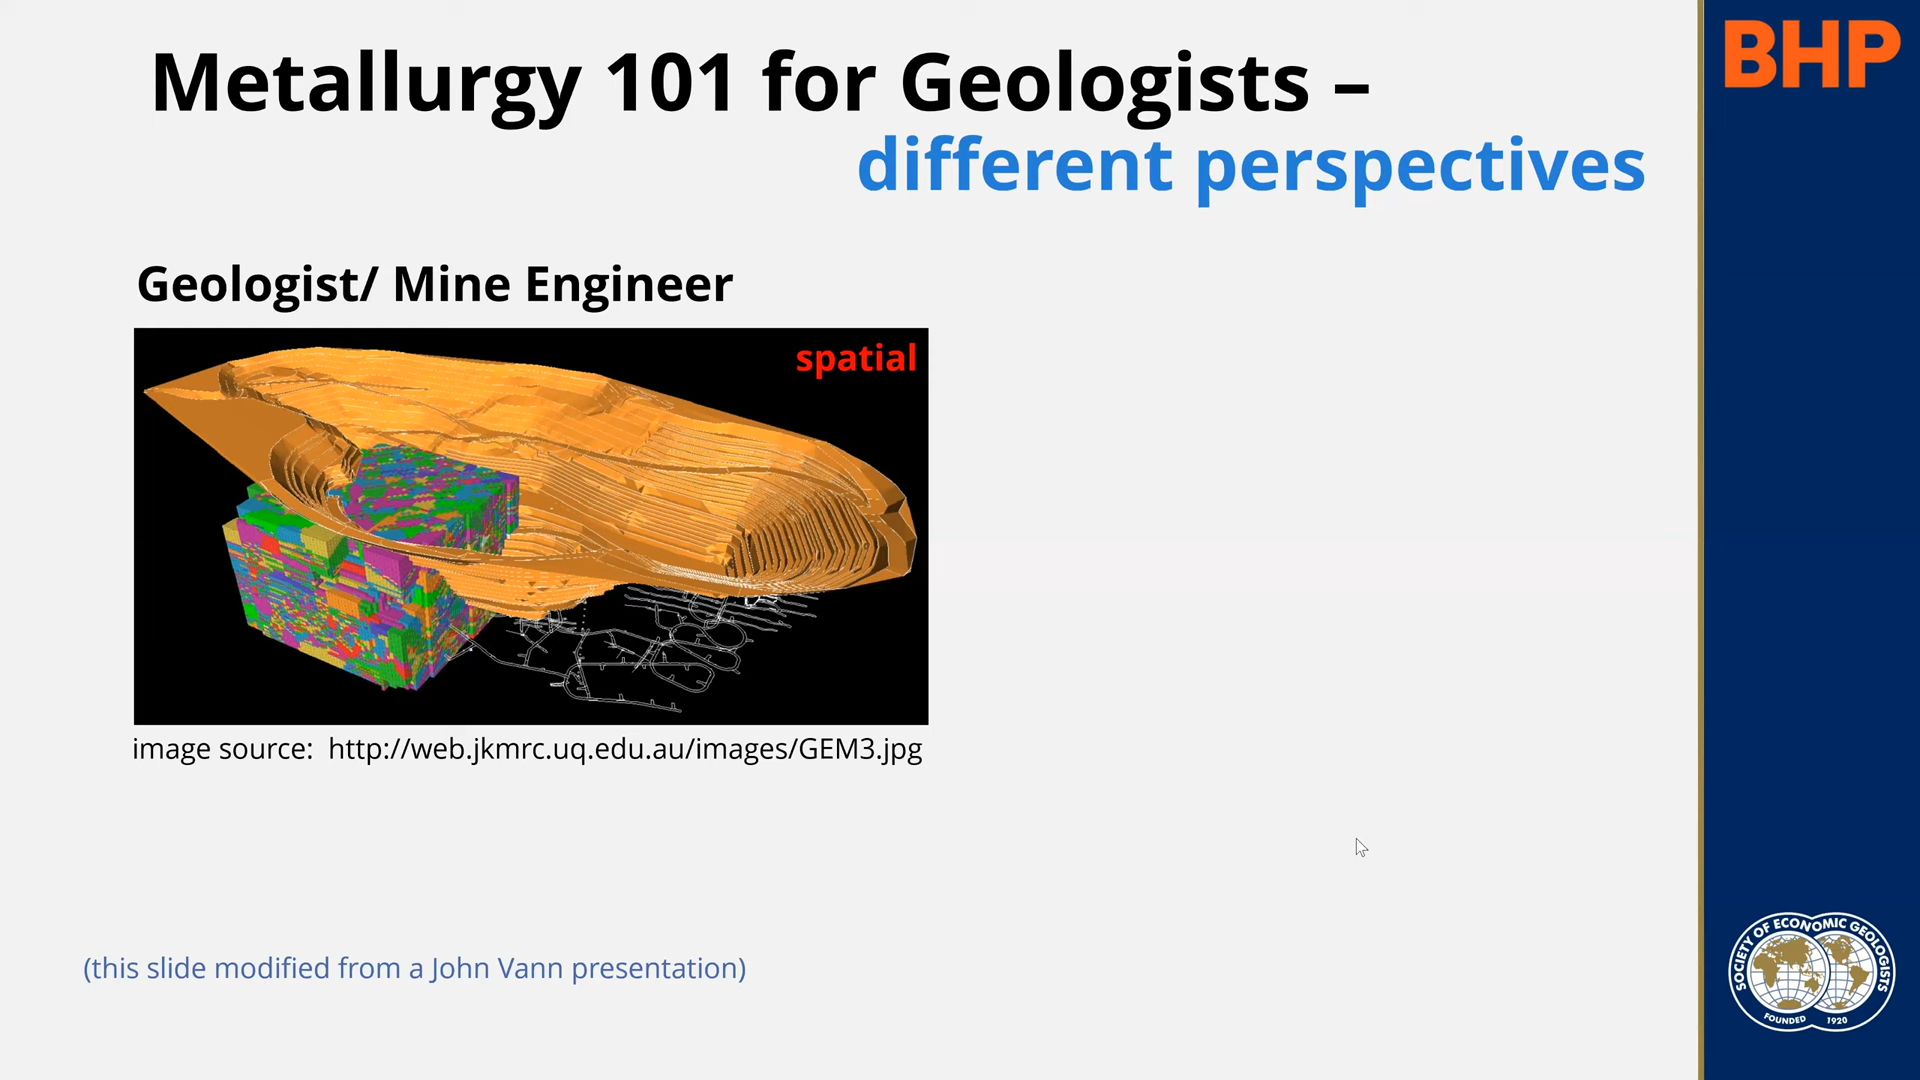 Metallurgy 101 for Geologists –
different perspectives
BHP
Geologist/ Mine Engineer
spatial
image source:  http://web.jkmrc.uq.edu.au/images/GEM3.jpg
(this slide modified from a John Vann presentation)
SOCIETY OF ECONOMIC GEOLOGISTS
FOUNDED 1920